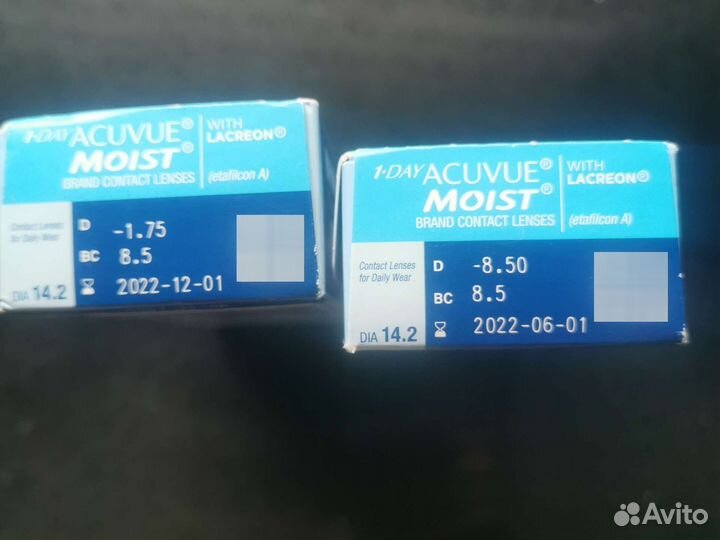 1-DAY ACUVUE®
MOIST®
BRAND CONTACT LENSES
WITH
LACREON®
(etafilcon A)
Contact Lenses
for Daily Wear
DIA 14.2
D -1.75
BC 8.5
2022-12-01
1-DAY ACUVUE®
MOIST®
BRAND CONTACT LENSES
WITH
LACREON®
(etafilcon A)
Contact Lenses
for Daily Wear
DIA 14.2
D -8.50
BC 8.5
2022-06-01
Avito